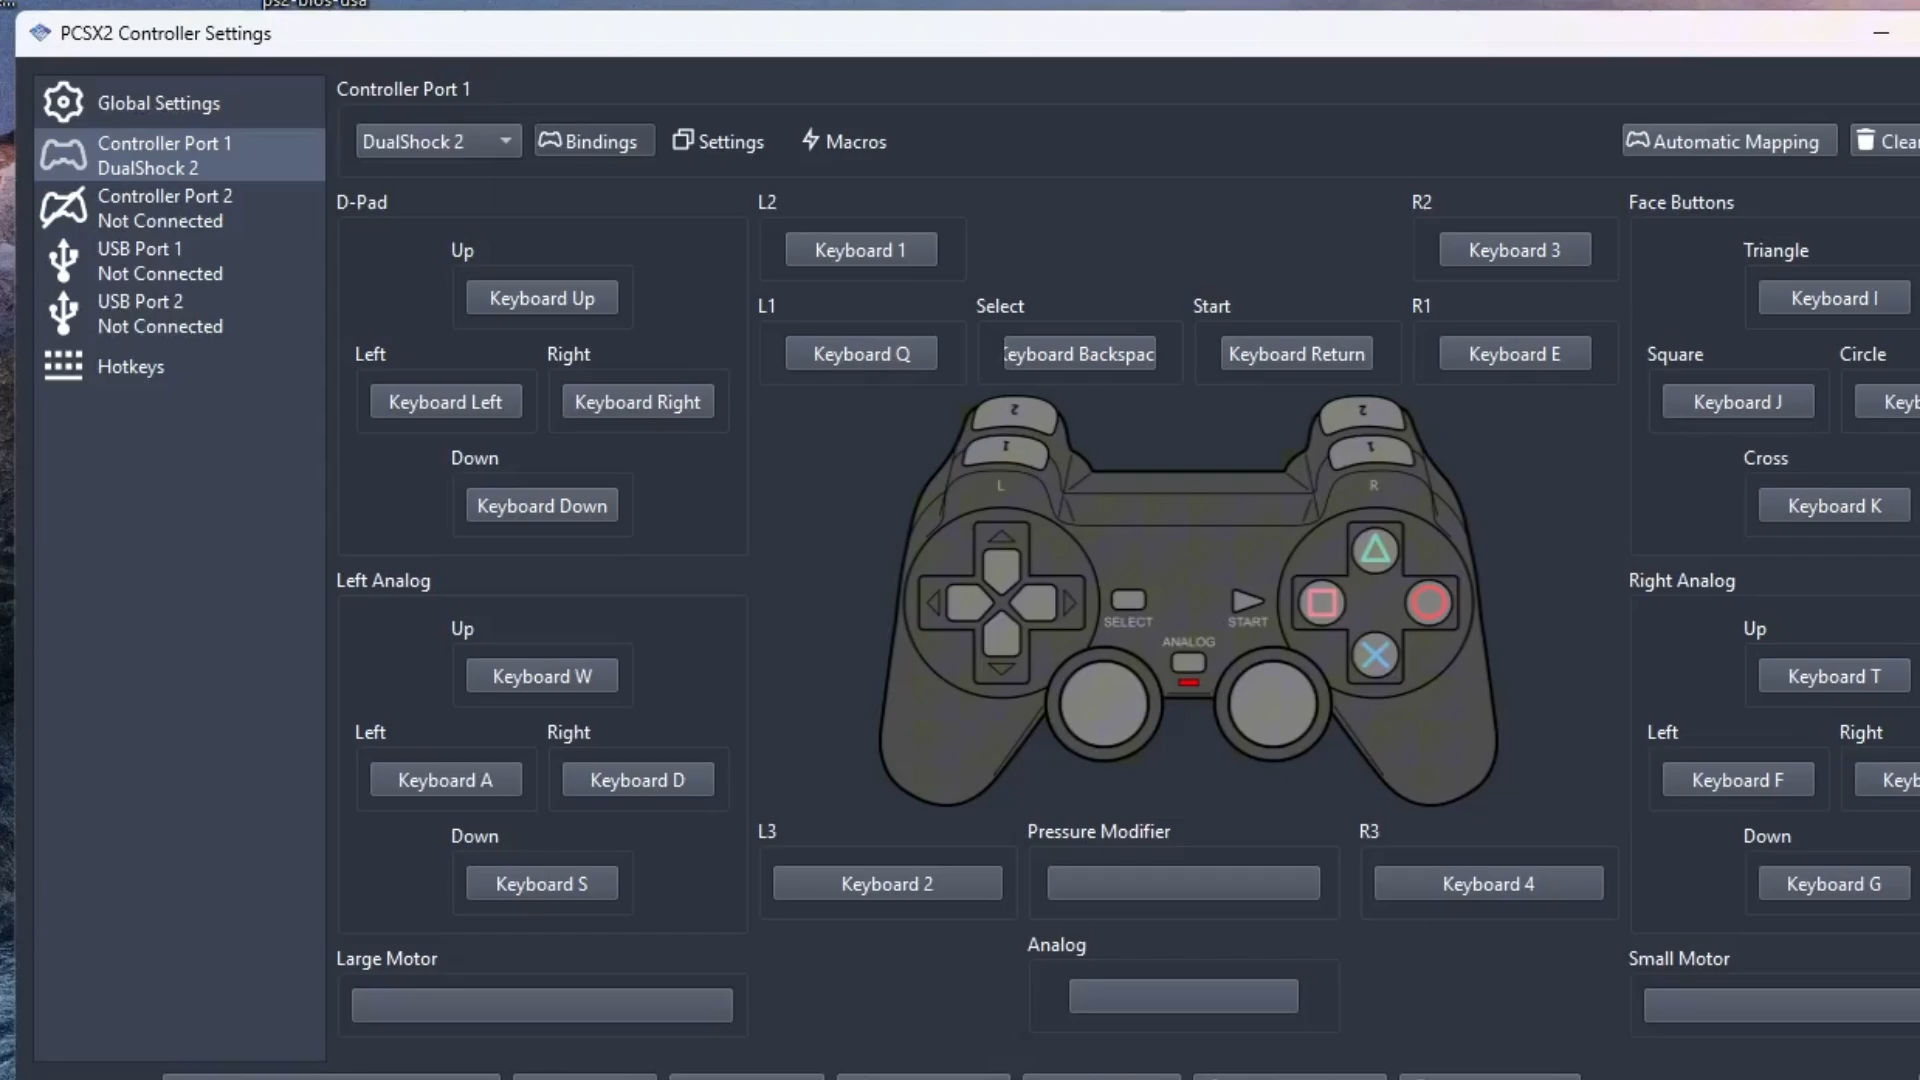 PCSX2 Controller Settings
Global Settings
Controller Port 1
DualShock 2
Controller Port 2
Not Connected
USB Port 1
Not Connected
USB Port 2
Not Connected
Hotkeys
Controller Port 1
DualShock 2
Bindings
Settings
Macros
Automatic Mapping
D-Pad
Up
Keyboard Up
Left
Keyboard Left
Right
Keyboard Right
Down
Keyboard Down
L2
Keyboard 1
R2
Keyboard 3
L1
Keyboard Q
Select
Start
Keyboard Return
R1
Keyboard E
Face Buttons
Triangle
Keyboard I
Square
Keyboard J
Circle
Cross
Keyboard K
2
2
1
1
L
R
SELECT
START
ANALOG
Left Analog
Up
Keyboard W
Left
Keyboard A
Right
Keyboard D
Down
Keyboard S
Right Analog
Up
Keyboard T
Left
Keyboard F
Right
Down
Keyboard G
L3
Keyboard 2
Pressure Modifier
R3
Keyboard 4
Large Motor
Analog
Small Motor